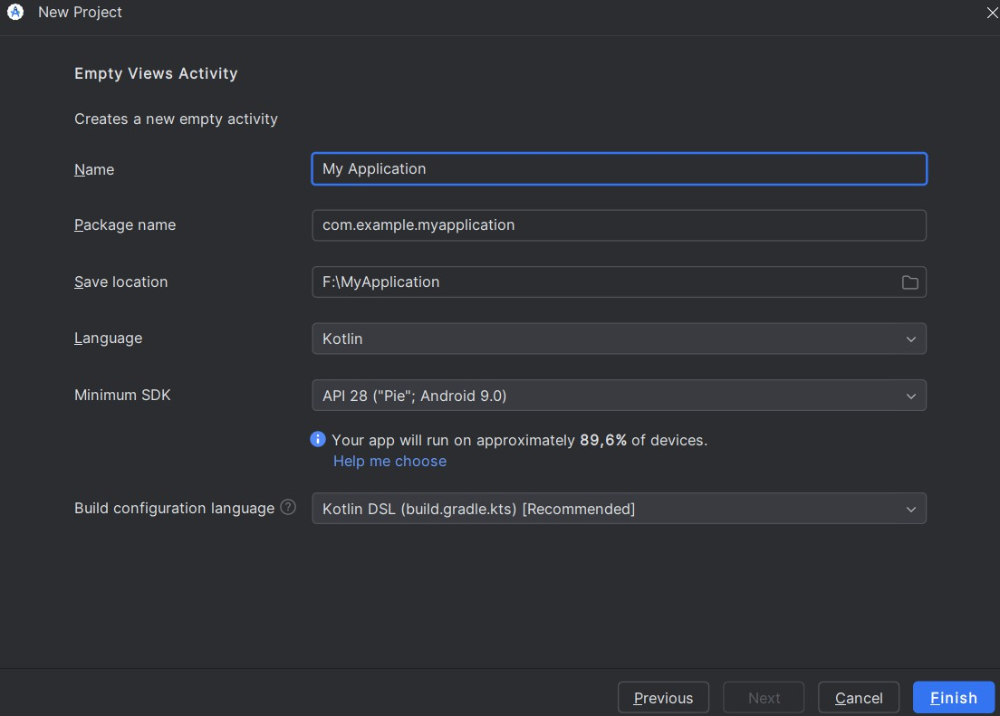 New Project
Empty Views Activity
Creates a new empty activity
Name My Application
Package name com.example.myapplication
Save location F:\MyApplication
Language Kotlin
Minimum SDK API 28 ("Pie"; Android 9.0)
Your app will run on approximately 89,6% of devices.
Help me choose
Build configuration language ? Kotlin DSL (build.gradle.kts) [Recommended]
Previous Next Cancel Finish